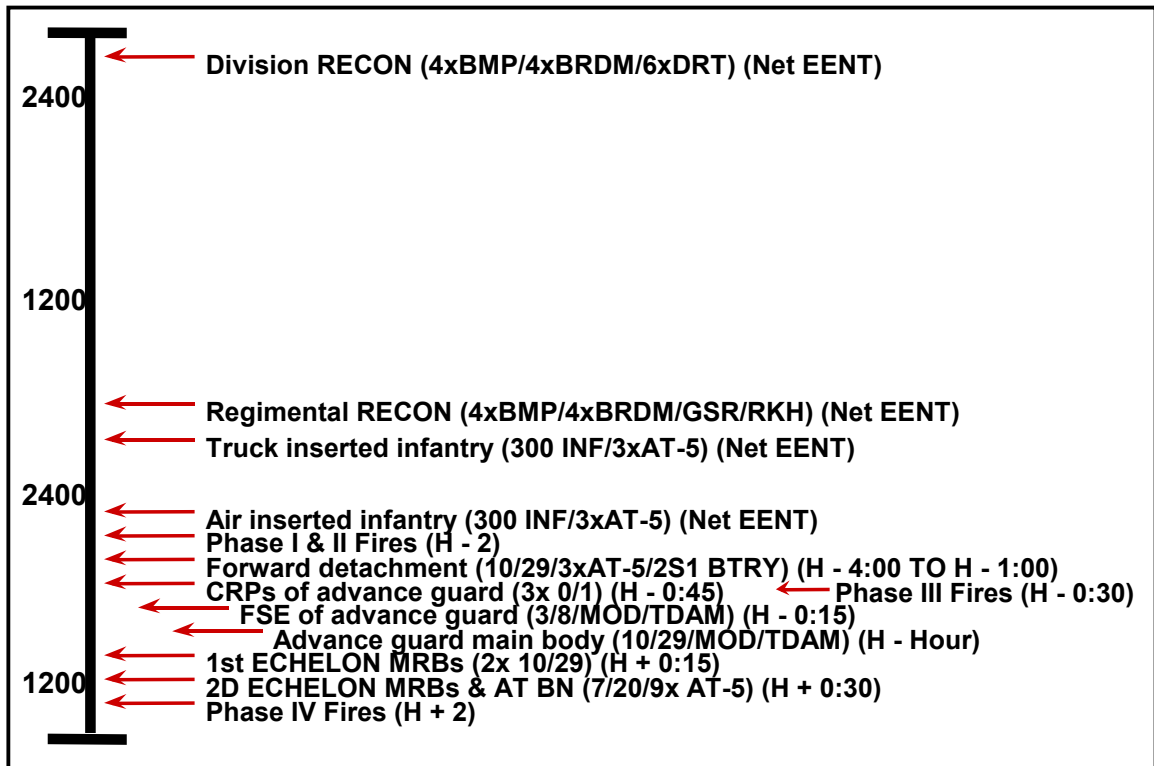 Division RECON (4xBMP/4xBRDM/6xDRT) (Net EENT)
2400
1200
Regimental RECON (4xBMP/4xBRDM/GSR/RKH) (Net EENT)
Truck inserted infantry (300 INF/3xAT-5) (Net EENT)
2400
Air inserted infantry (300 INF/3xAT-5) (Net EENT)
Phase I & II Fires (H - 2)
Forward detachment (10/29/3xAT-5/2S1 BTRY) (H - 4:00 TO H - 1:00)
CRPs of advance guard (3x 0/1) (H - 0:45)
Phase III Fires (H - 0:30)
FSE of advance guard (3/8/MOD/TDAM) (H - 0:15)
Advance guard main body (10/29/MOD/TDAM) (H - Hour)
1st ECHELON MRBs (2x 10/29) (H + 0:15)
1200
2D ECHELON MRBs & AT BN (7/20/9x AT-5) (H + 0:30)
Phase IV Fires (H + 2)